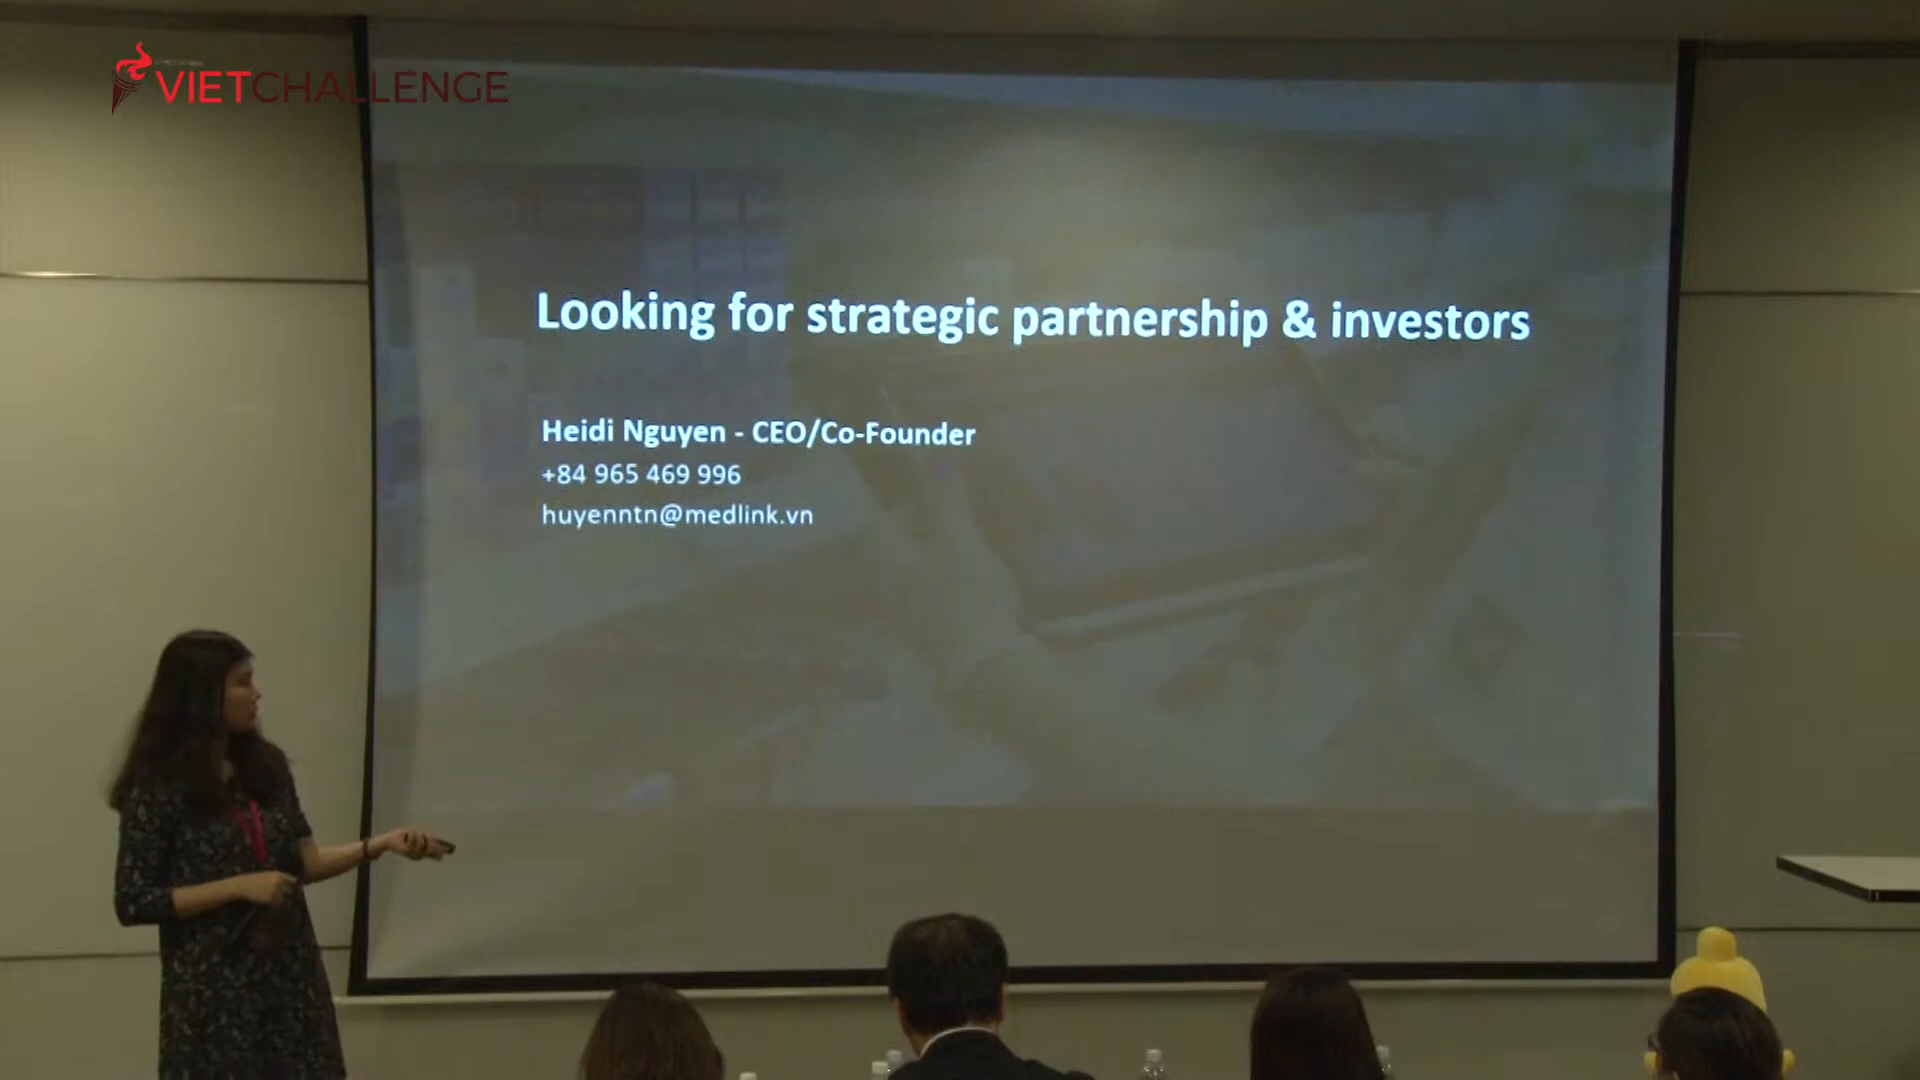 VIETCHALLENGE
Looking for strategic partnership & investors
Heidi Nguyen - CEO/Co-Founder
+84 965 469 996
huyenntn@medlink.vn